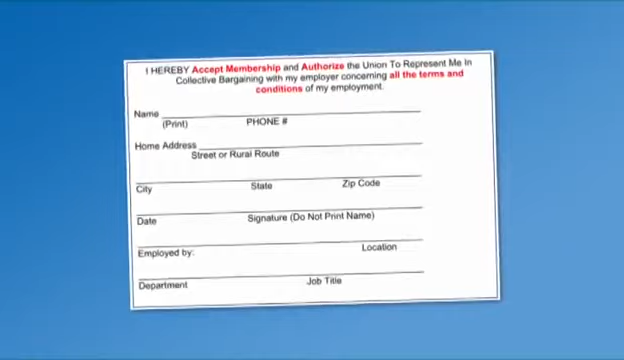 I HEREBY Accept Membership and Authorize the Union To Represent Me In
Collective Bargaining with my employer concerning all the terms and
conditions of my employment.
Name
(Print) PHONE #
Home Address
Street or Rural Route
City State Zip Code
Date Signature (Do Not Print Name)
Employed by: Location
Department Job Title